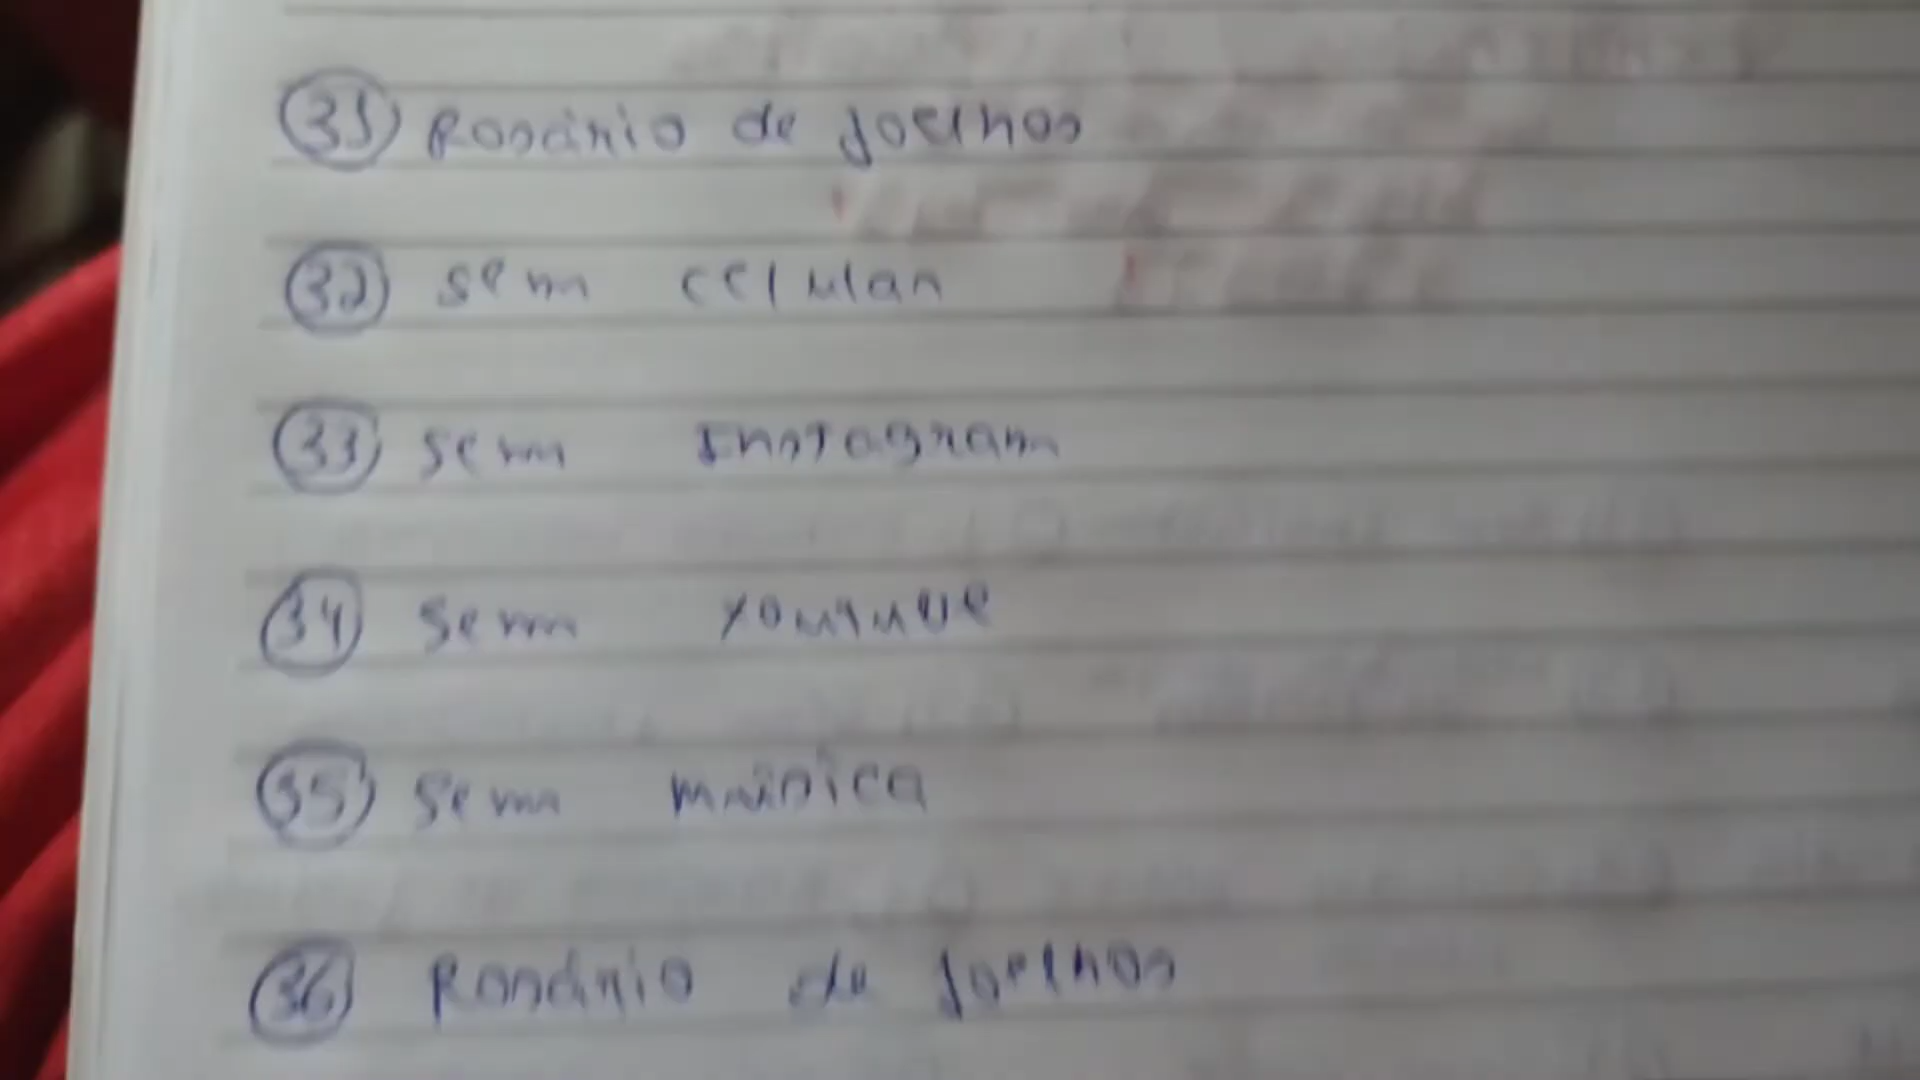 31 Rosário de joelhos
32 sem celular
33 sem Instagram
34 sem youtube
35 sem música
36 Rosário de joelhos